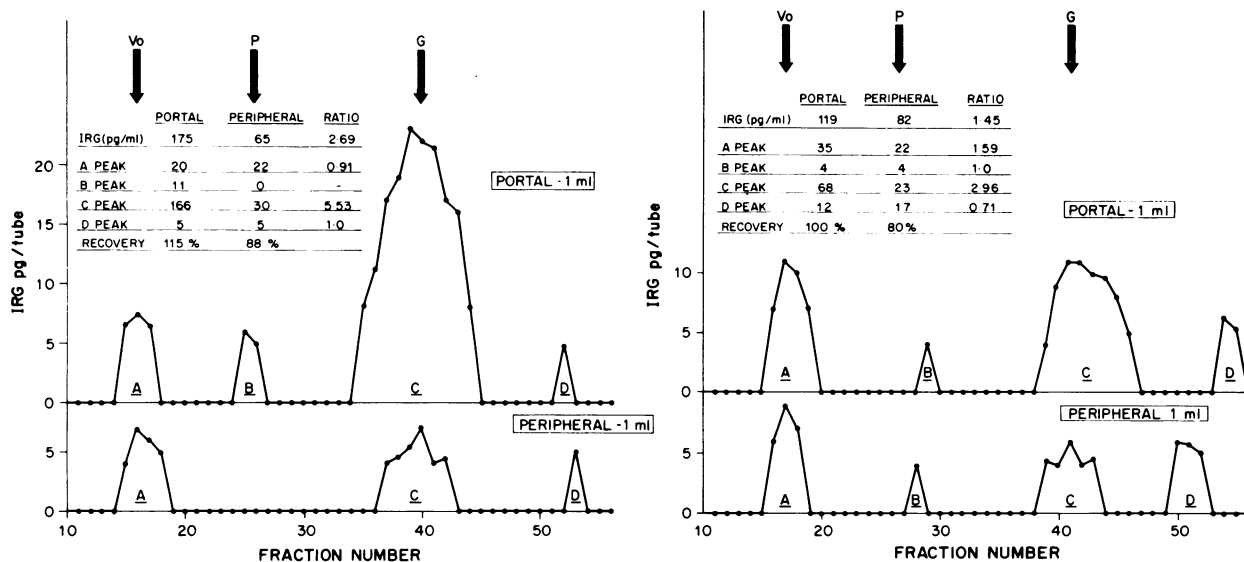 Vo P G
PORTAL PERIPHERAL RATIO
IRG(pg/ml) 175 65 2·69
A PEAK 20 22 0·91
B PEAK 11 0 -
C PEAK 166 30 5·53
D PEAK 5 5 1·0
RECOVERY 115 % 88 %
PORTAL-1 ml
IRG pg/tube
20
15
10
5
0
A B C D
PERIPHERAL-1 ml
5
0
A C D
10 20 30 40 50
FRACTION NUMBER
Vo P G
PORTAL PERIPHERAL RATIO
IRG (pg/ml) 119 82 1·45
A PEAK 35 22 1·59
B PEAK 4 4 1·0
C PEAK 68 23 2·96
D PEAK 12 17 0·71
RECOVERY 100 % 80%
PORTAL - 1 ml
IRG pg/tube
10
5
0
A B C D
PERIPHERAL 1 ml
5
0
A B C D
10 20 30 40 50
FRACTION NUMBER